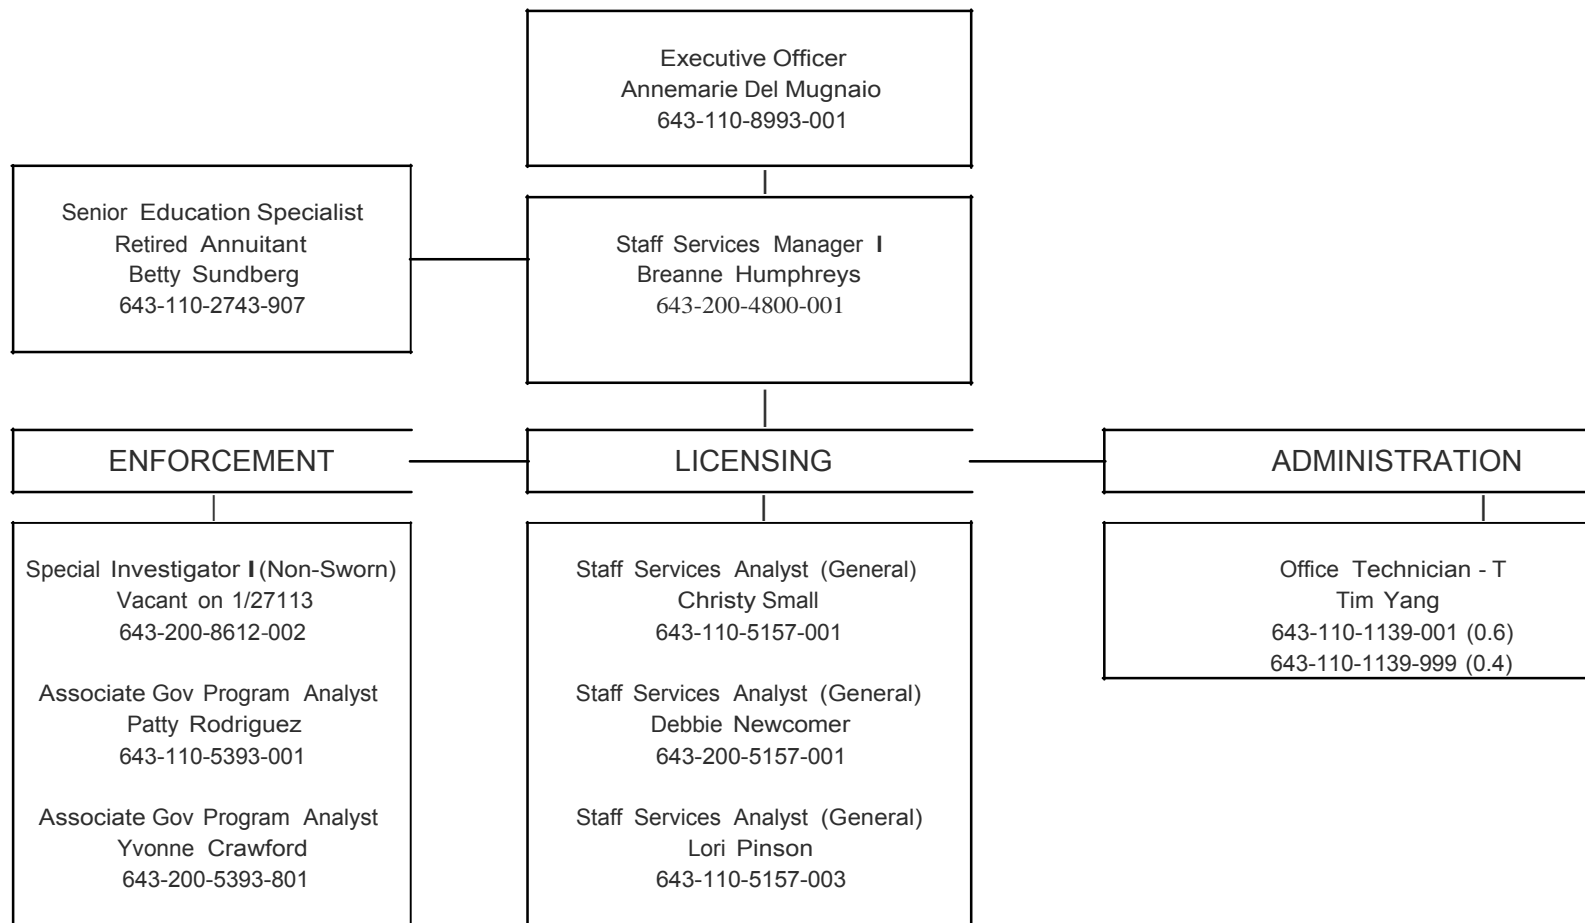 Executive Officer
Annemarie Del Mugnaio
643-110-8993-001
Senior Education Specialist
Retired Annuitant
Betty Sundberg
643-110-2743-907
Staff Services Manager I
Breanne Humphreys
643-200-4800-001
ENFORCEMENT
LICENSING
ADMINISTRATION
Special Investigator I (Non-Sworn)
Vacant on 1/27113
643-200-8612-002
Associate Gov Program Analyst
Patty Rodriguez
643-110-5393-001
Associate Gov Program Analyst
Yvonne Crawford
643-200-5393-801
Staff Services Analyst (General)
Christy Small
643-110-5157-001
Staff Services Analyst (General)
Debbie Newcomer
643-200-5157-001
Staff Services Analyst (General)
Lori Pinson
643-110-5157-003
Office Technician - T
Tim Yang
643-110-1139-001 (0.6)
643-110-1139-999 (0.4)